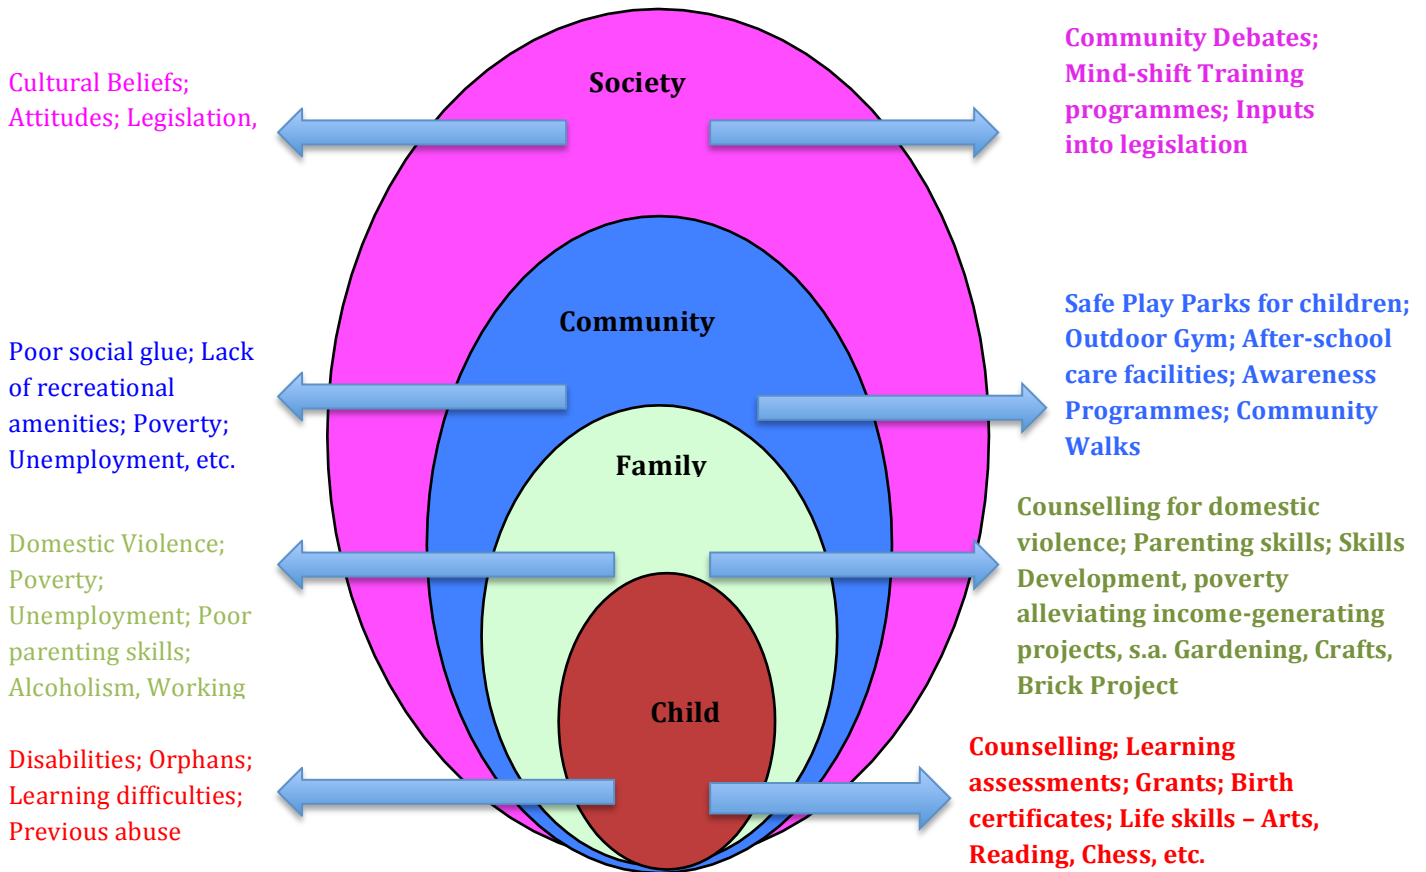 Society
Cultural Beliefs;
Attitudes; Legislation,
Community Debates;
Mind-shift Training
programmes; Inputs
into legislation
Community
Poor social glue; Lack
of recreational
amenities; Poverty;
Unemployment, etc.
Safe Play Parks for children;
Outdoor Gym; After-school
care facilities; Awareness
Programmes; Community
Walks
Family
Domestic Violence;
Poverty;
Unemployment; Poor
parenting skills;
Alcoholism, Working
Counselling for domestic
violence; Parenting skills; Skills
Development, poverty
alleviating income-generating
projects, s.a. Gardening, Crafts,
Brick Project
Child
Disabilities; Orphans;
Learning difficulties;
Previous abuse
Counselling; Learning
assessments; Grants; Birth
certificates; Life skills – Arts,
Reading, Chess, etc.